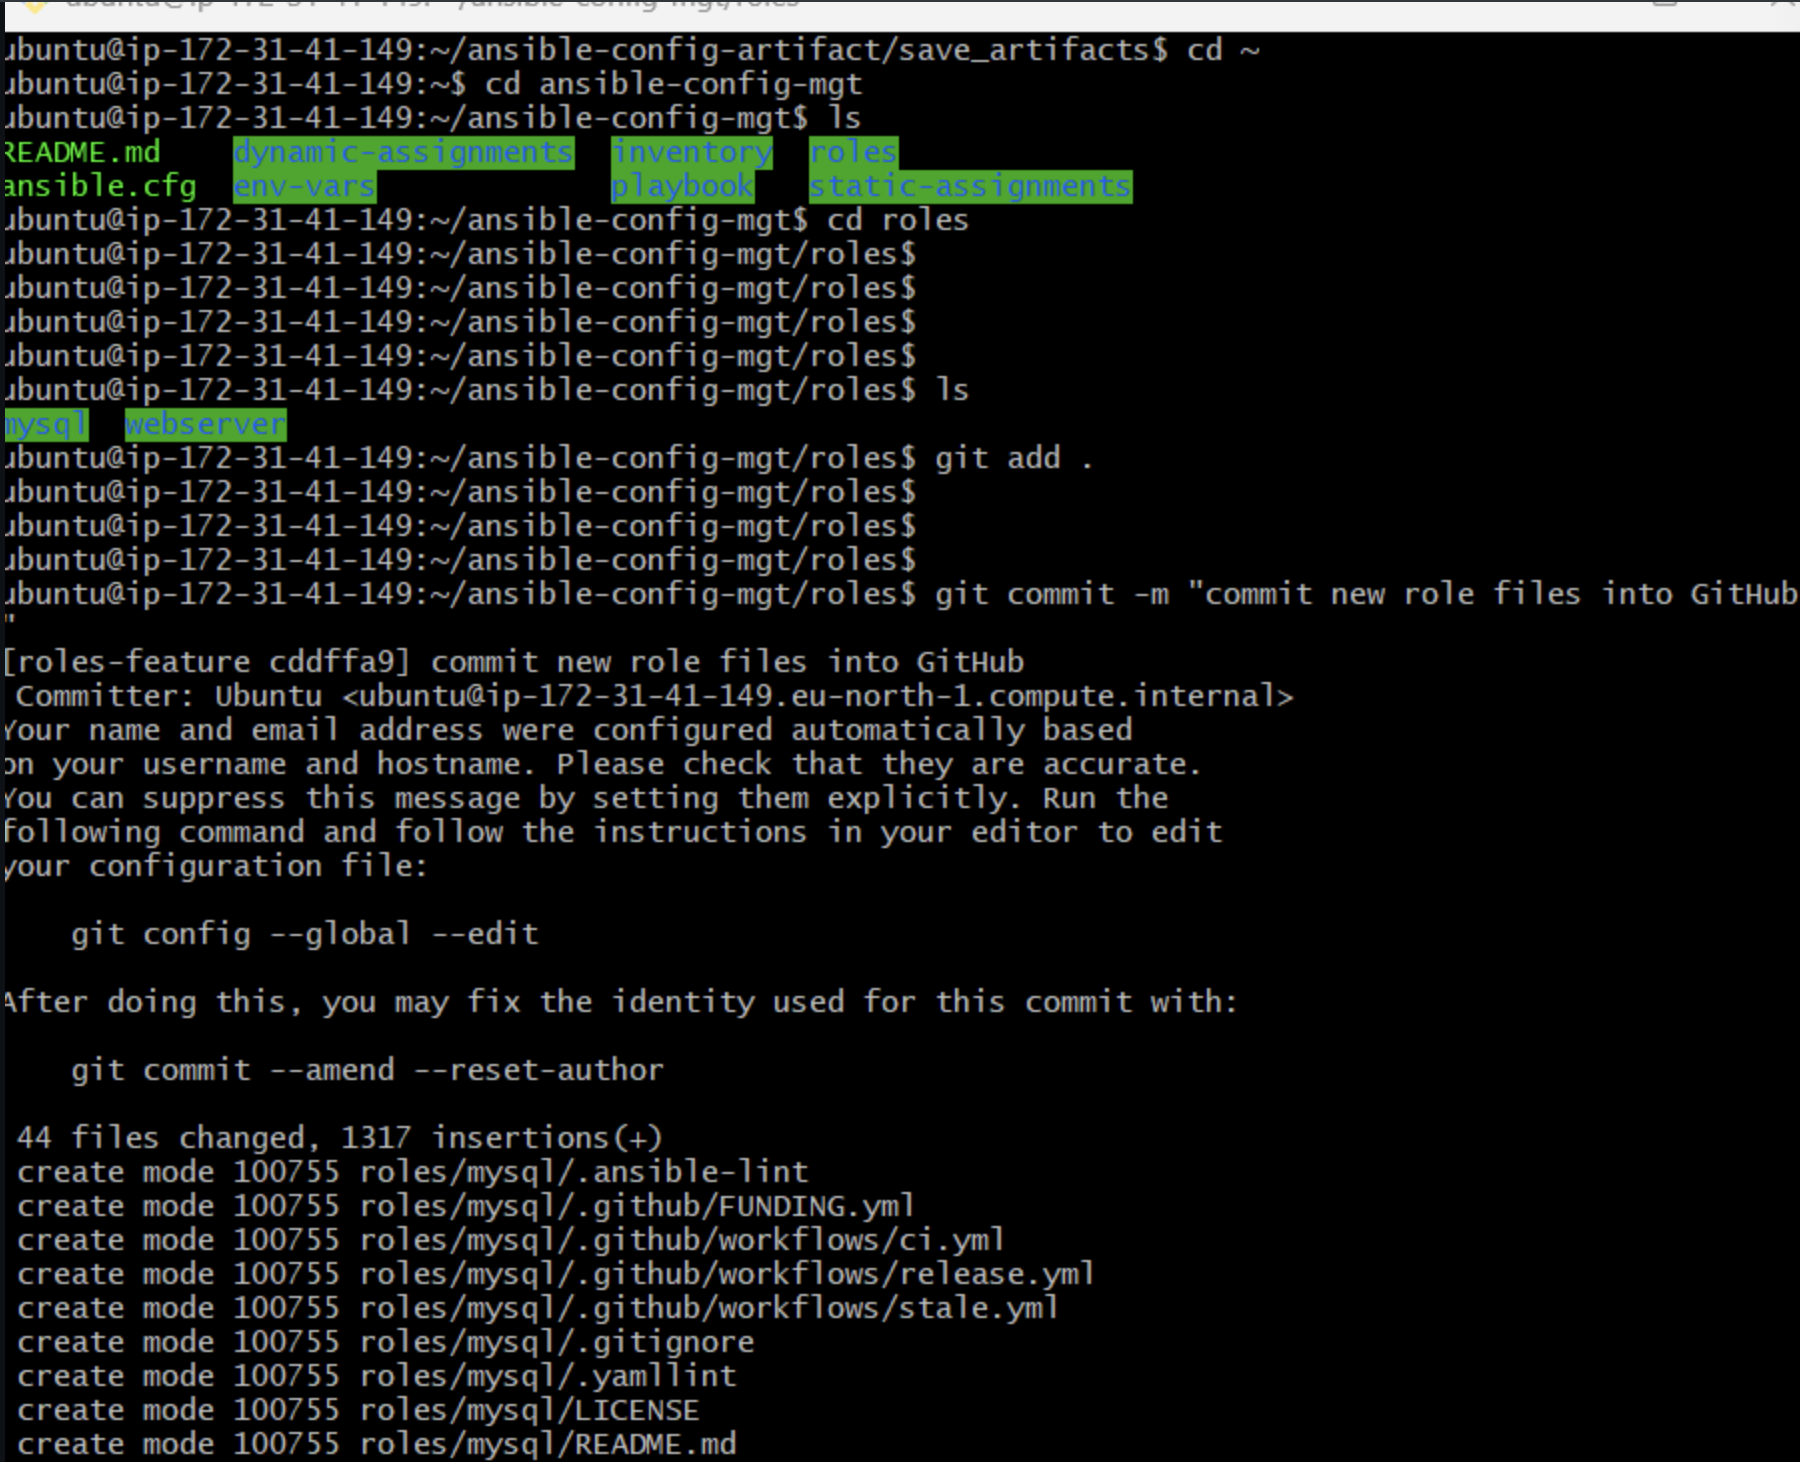 ubuntu@ip-172-31-41-149:~/ansible-config-artifact/save_artifacts$ cd ~
ubuntu@ip-172-31-41-149:~$ cd ansible-config-mgt
ubuntu@ip-172-31-41-149:~/ansible-config-mgt$ ls
README.md    dynamic-assignments  inventory  roles
ansible.cfg  env-vars             playbook   static-assignments
ubuntu@ip-172-31-41-149:~/ansible-config-mgt$ cd roles
ubuntu@ip-172-31-41-149:~/ansible-config-mgt/roles$
ubuntu@ip-172-31-41-149:~/ansible-config-mgt/roles$
ubuntu@ip-172-31-41-149:~/ansible-config-mgt/roles$
ubuntu@ip-172-31-41-149:~/ansible-config-mgt/roles$
ubuntu@ip-172-31-41-149:~/ansible-config-mgt/roles$ ls
mysql  webserver
ubuntu@ip-172-31-41-149:~/ansible-config-mgt/roles$ git add .
ubuntu@ip-172-31-41-149:~/ansible-config-mgt/roles$
ubuntu@ip-172-31-41-149:~/ansible-config-mgt/roles$
ubuntu@ip-172-31-41-149:~/ansible-config-mgt/roles$
ubuntu@ip-172-31-41-149:~/ansible-config-mgt/roles$ git commit -m "commit new role files into GitHub
"
[roles-feature cddffa9] commit new role files into GitHub
 Committer: Ubuntu <ubuntu@ip-172-31-41-149.eu-north-1.compute.internal>
Your name and email address were configured automatically based
on your username and hostname. Please check that they are accurate.
You can suppress this message by setting them explicitly. Run the
following command and follow the instructions in your editor to edit
your configuration file:
    git config --global --edit
After doing this, you may fix the identity used for this commit with:
    git commit --amend --reset-author
 44 files changed, 1317 insertions(+)
 create mode 100755 roles/mysql/.ansible-lint
 create mode 100755 roles/mysql/.github/FUNDING.yml
 create mode 100755 roles/mysql/.github/workflows/ci.yml
 create mode 100755 roles/mysql/.github/workflows/release.yml
 create mode 100755 roles/mysql/.github/workflows/stale.yml
 create mode 100755 roles/mysql/.gitignore
 create mode 100755 roles/mysql/.yamllint
 create mode 100755 roles/mysql/LICENSE
 create mode 100755 roles/mysql/README.md